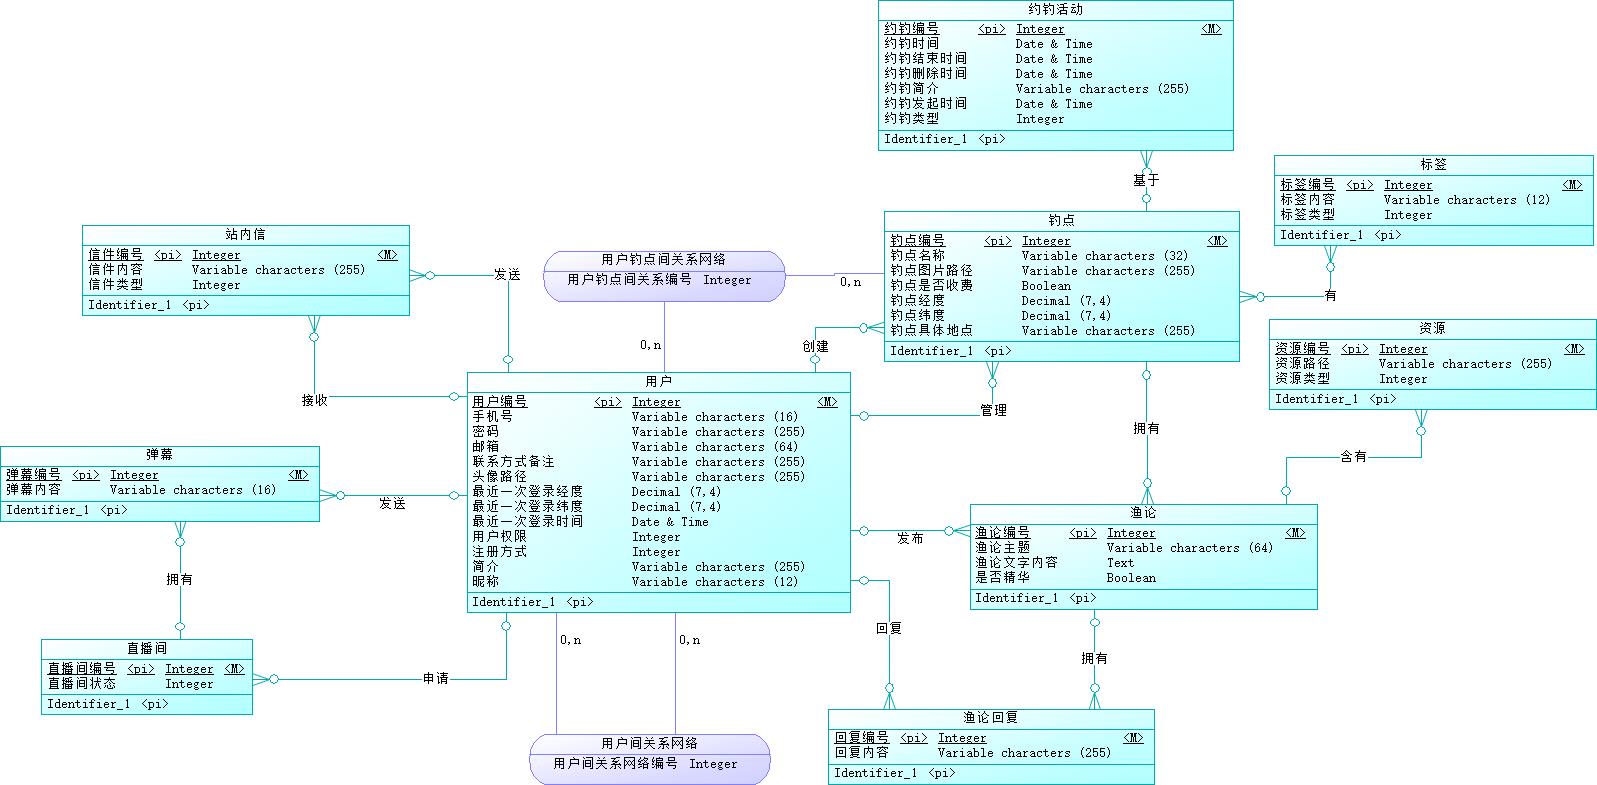 约钓活动
约钓编号 <pi> Integer <M>
约钓时间 Date & Time
约钓结束时间 Date & Time
约钓删除时间 Date & Time
约钓简介 Variable characters (255)
约钓发起时间 Date & Time
约钓类型 Integer
Identifier_1 <pi>
基于
标签
标签编号 <pi> Integer <M>
标签内容 Variable characters (12)
标签类型 Integer
Identifier_1 <pi>
有
钓点
钓点编号 <pi> Integer <M>
钓点名称 Variable characters (32)
钓点图片路径 Variable characters (255)
钓点是否收费 Boolean
钓点经度 Decimal (7,4)
钓点纬度 Decimal (7,4)
钓点具体地点 Variable characters (255)
Identifier_1 <pi>
站内信
信件编号 <pi> Integer <M>
信件内容 Variable characters (255)
信件类型 Integer
Identifier_1 <pi>
发送
接收
用户钓点间关系网络
用户钓点间关系编号 Integer
0,n
0,n
创建
管理
拥有
资源
资源编号 <pi> Integer <M>
资源路径 Variable characters (255)
资源类型 Integer
Identifier_1 <pi>
含有
用户
用户编号 <pi> Integer <M>
手机号 Variable characters (16)
密码 Variable characters (255)
邮箱 Variable characters (64)
联系方式备注 Variable characters (255)
头像路径 Variable characters (255)
最近一次登录经度 Decimal (7,4)
最近一次登录纬度 Decimal (7,4)
最近一次登录时间 Date & Time
用户权限 Integer
注册方式 Integer
简介 Variable characters (255)
昵称 Variable characters (12)
Identifier_1 <pi>
弹幕
弹幕编号 <pi> Integer <M>
弹幕内容 Variable characters (16)
Identifier_1 <pi>
发送
拥有
发布
渔论
渔论编号 <pi> Integer <M>
渔论主题 Variable characters (64)
渔论文字内容 Text
是否精华 Boolean
Identifier_1 <pi>
直播间
直播间编号 <pi> Integer <M>
直播间状态 Integer
Identifier_1 <pi>
申请
0,n
0,n
回复
拥有
用户间关系网络
用户间关系网络编号 Integer
渔论回复
回复编号 <pi> Integer <M>
回复内容 Variable characters (255)
Identifier_1 <pi>